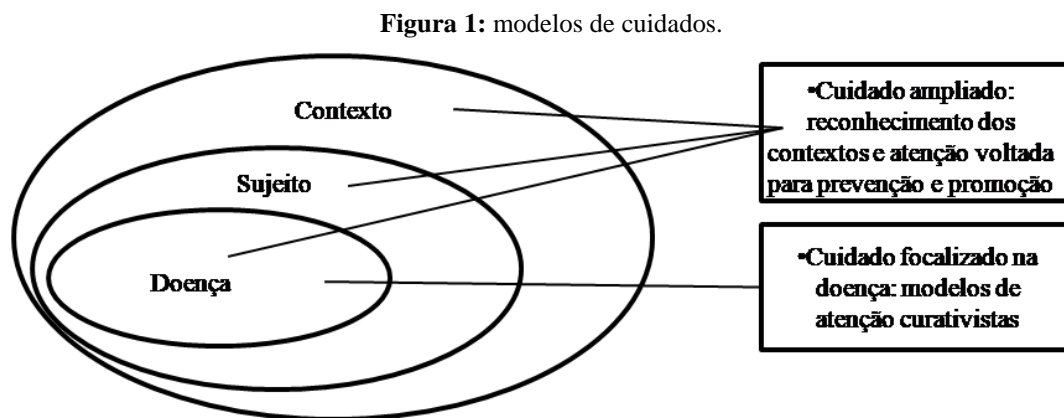 Figura 1: modelos de cuidados.
Contexto
Sujeito
Doença
•Cuidado ampliado:
reconhecimento dos
contextos e atenção voltada
para prevenção e promoção
•Cuidado focalizado na
doença: modelos de
atenção curativistas